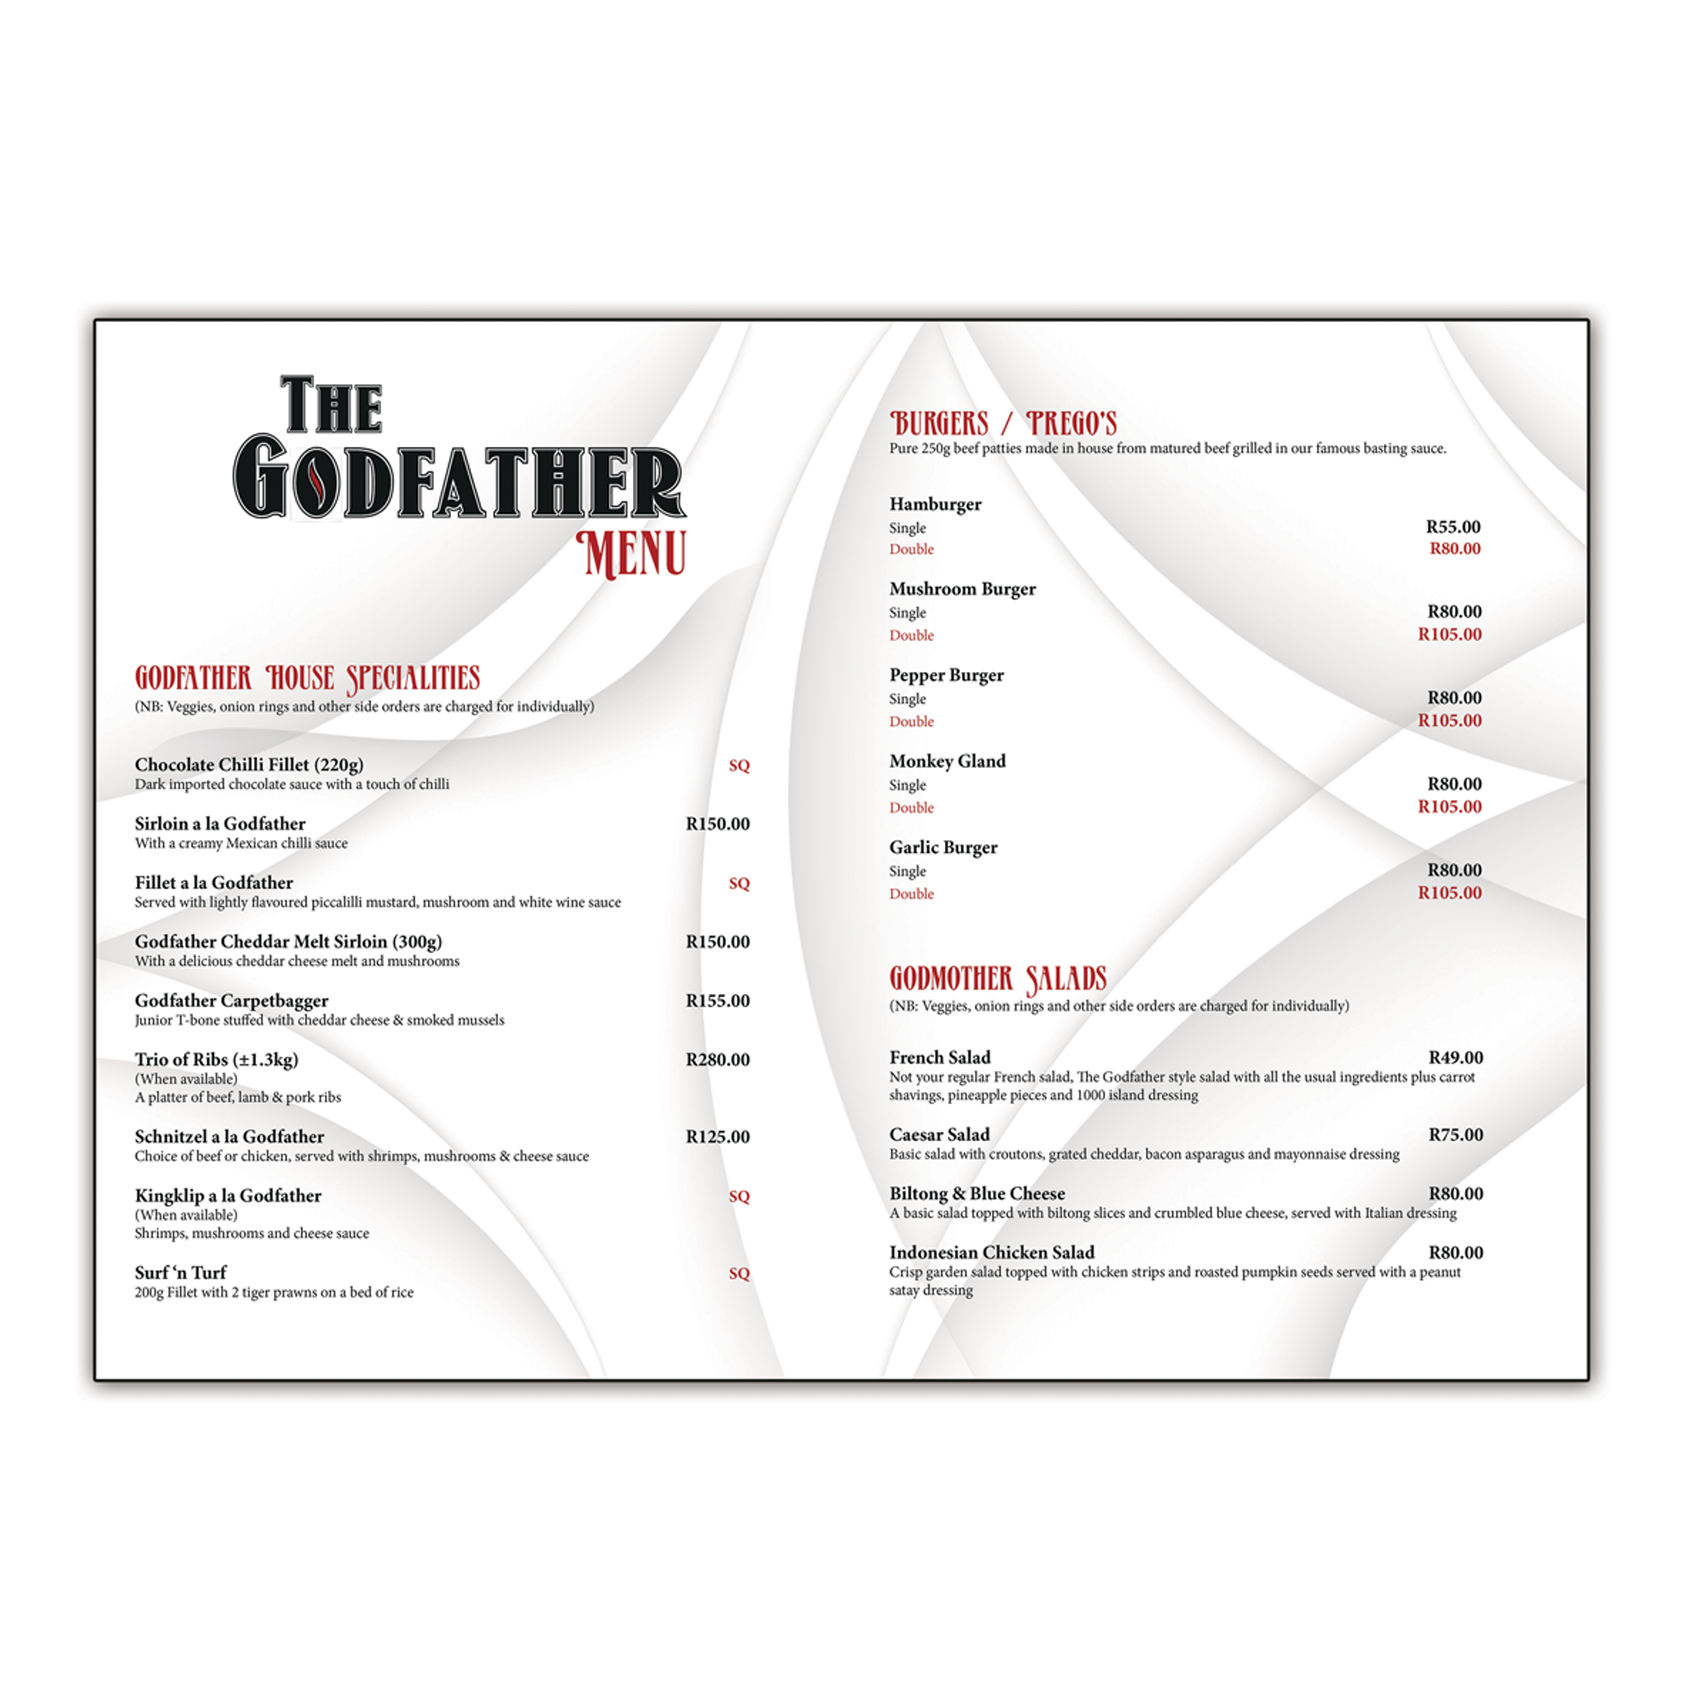 THE
GODFATHER
MENU
GODFATHER HOUSE SPECIALITIES
(NB: Veggies, onion rings and other side orders are charged for individually)
Chocolate Chilli Fillet (220g) SQ
Dark imported chocolate sauce with a touch of chilli
Sirloin a la Godfather R150.00
With a creamy Mexican chilli sauce
Fillet a la Godfather SQ
Served with lightly flavoured piccalilli mustard, mushroom and white wine sauce
Godfather Cheddar Melt Sirloin (300g) R150.00
With a delicious cheddar cheese melt and mushrooms
Godfather Carpetbagger R155.00
Junior T-bone stuffed with cheddar cheese & smoked mussels
Trio of Ribs (±1.3kg) R280.00
(When available)
A platter of beef, lamb & pork ribs
Schnitzel a la Godfather R125.00
Choice of beef or chicken, served with shrimps, mushrooms & cheese sauce
Kingklip a la Godfather SQ
(When available)
Shrimps, mushrooms and cheese sauce
Surf ‘n Turf SQ
200g Fillet with 2 tiger prawns on a bed of rice
BURGERS / PREGO'S
Pure 250g beef patties made in house from matured beef grilled in our famous basting sauce.
Hamburger
Single R55.00
Double R80.00
Mushroom Burger
Single R80.00
Double R105.00
Pepper Burger
Single R80.00
Double R105.00
Monkey Gland
Single R80.00
Double R105.00
Garlic Burger
Single R80.00
Double R105.00
GODMOTHER SALADS
(NB: Veggies, onion rings and other side orders are charged for individually)
French Salad R49.00
Not your regular French salad, The Godfather style salad with all the usual ingredients plus carrot
shavings, pineapple pieces and 1000 island dressing
Caesar Salad R75.00
Basic salad with croutons, grated cheddar, bacon asparagus and mayonnaise dressing
Biltong & Blue Cheese R80.00
A basic salad topped with biltong slices and crumbled blue cheese, served with Italian dressing
Indonesian Chicken Salad R80.00
Crisp garden salad topped with chicken strips and roasted pumpkin seeds served with a peanut
satay dressing